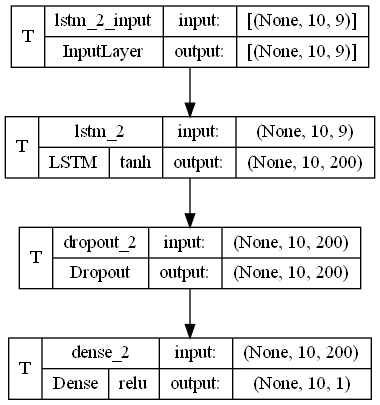 T lstm_2_input input: [(None, 10, 9)]
InputLayer output: [(None, 10, 9)]
T lstm_2 input: (None, 10, 9)
LSTM tanh output: (None, 10, 200)
T dropout_2 input: (None, 10, 200)
Dropout output: (None, 10, 200)
T dense_2 input: (None, 10, 200)
Dense relu output: (None, 10, 1)